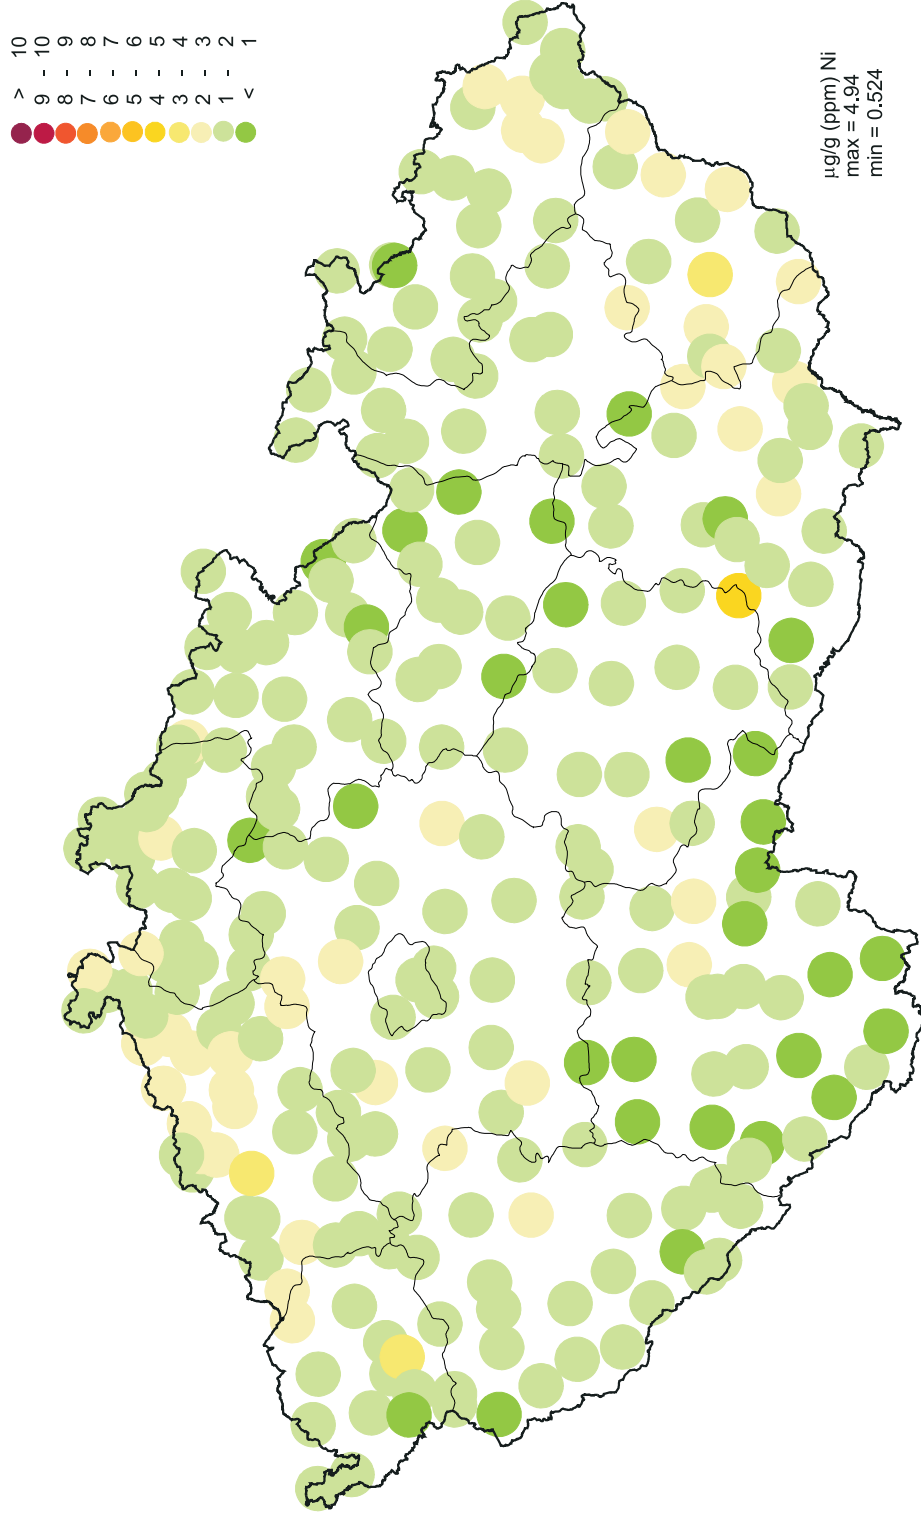 > 10
9 - 10
8 - 9
7 - 8
6 - 7
5 - 6
4 - 5
3 - 4
2 - 3
1 - 2
< 1
µg/g (ppm) Ni
max = 4.94
min = 0.524